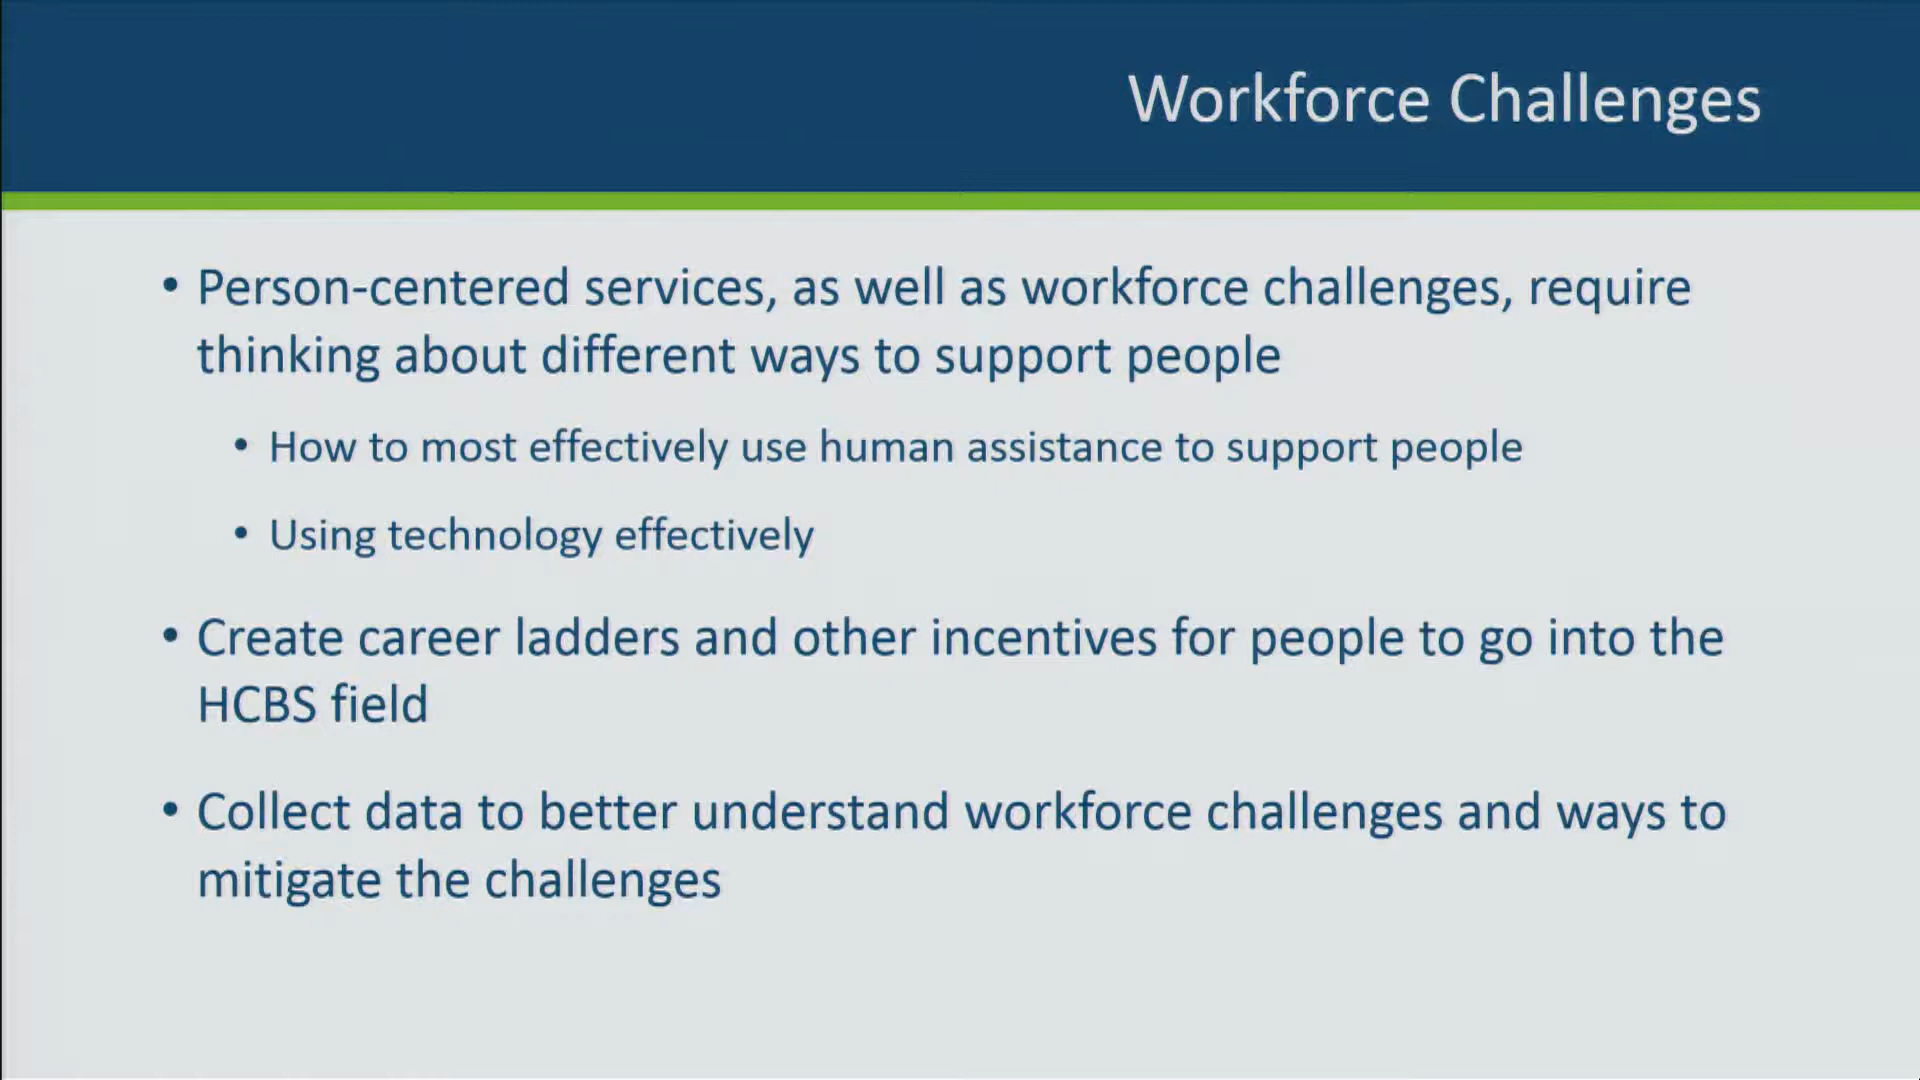 Workforce Challenges
• Person-centered services, as well as workforce challenges, require
thinking about different ways to support people
• How to most effectively use human assistance to support people
• Using technology effectively
• Create career ladders and other incentives for people to go into the
HCBS field
• Collect data to better understand workforce challenges and ways to
mitigate the challenges